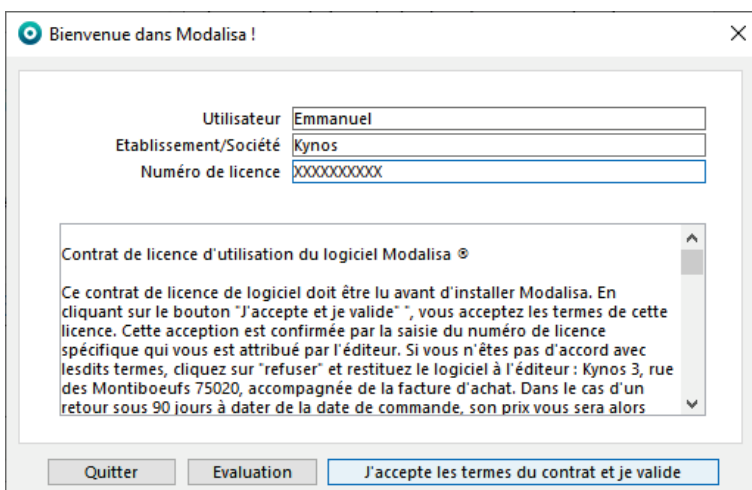 Bienvenue dans Modalisa !
Utilisateur Emmanuel
Etablissement/Société Kynos
Numéro de licence XXXXXXXXXX
Contrat de licence d'utilisation du logiciel Modalisa ®
Ce contrat de licence de logiciel doit être lu avant d'installer Modalisa. En
cliquant sur le bouton "J'accepte et je valide" ", vous acceptez les termes de cette
licence. Cette acception est confirmée par la saisie du numéro de licence
spécifique qui vous est attribué par l'éditeur. Si vous n'êtes pas d'accord avec
lesdits termes, cliquez sur "refuser" et restituez le logiciel à l'éditeur : Kynos 3, rue
des Montiboeufs 75020, accompagnée de la facture d'achat. Dans le cas d'un
retour sous 90 jours à dater de la date de commande, son prix vous sera alors
Quitter Evaluation J'accepte les termes du contrat et je valide